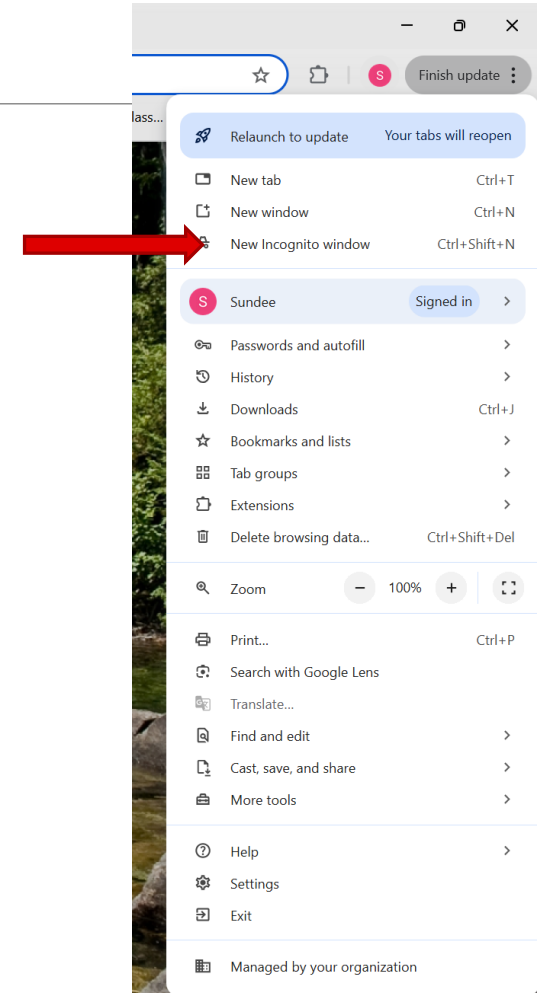 S Finish update
lass...
Relaunch to update Your tabs will reopen
New tab Ctrl+T
New window Ctrl+N
New Incognito window Ctrl+Shift+N
S Sundee Signed in
Passwords and autofill
History
Downloads Ctrl+J
Bookmarks and lists
Tab groups
Extensions
Delete browsing data... Ctrl+Shift+Del
Zoom − 100% +
Print... Ctrl+P
Search with Google Lens
Translate...
Find and edit
Cast, save, and share
More tools
Help
Settings
Exit
Managed by your organization